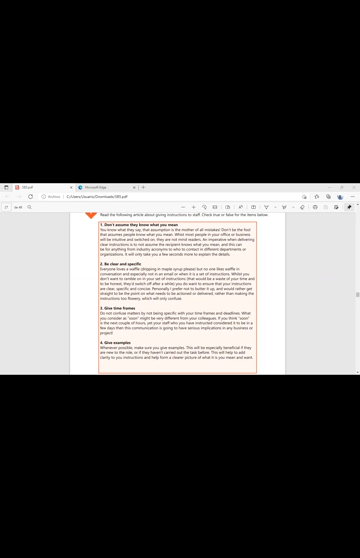 SB3.pdf
Microsoft Edge
Read the following article about giving instructions to staff. Check true or false for the items below.
1. Don't assume they know what you mean
You know what they say, that assumption is the mother of all mistakes! Don't be the fool
that assumes people know what you mean. Whilst most people in your office or business
will be intuitive and switched on, they are not mind readers. An imperative when delivering
clear instructions is to not assume the recipient knows what you mean, and this can
be for anything from industry acronyms to who to contact in different departments or
organizations. It will only take you a few seconds more to explain the details.
2. Be clear and specific
Everyone loves a waffle (dripping in maple syrup please) but no one likes waffle in
conversation and especially not in an email or when it is a set of instructions. Whilst you
don't want to ramble on in your set of instructions (that would be a waste of your time and
to be honest, they'd switch off after a while) you do want to ensure that your instructions
are clear, specific and concise. Personally I prefer not to butter it up, and would rather get
straight to the point on what needs to be actioned or delivered, rather than making the
instructions too flowery, which will only confuse.
3. Give time frames
Do not confuse matters by not being specific with your time frames and deadlines. What
you consider as "soon" might be very different from your colleagues. If you think "soon"
is the next couple of hours, yet your staff who you have instructed considered it to be in a
few days then this communication is going to have serious implications in any business or
project!
4. Give examples
Whenever possible, make sure you give examples. This will be especially beneficial if they
are new to the role, or if they haven't carried out the task before. This will help to add
clarity to you instructions and help form a clearer picture of what it is you mean and want.